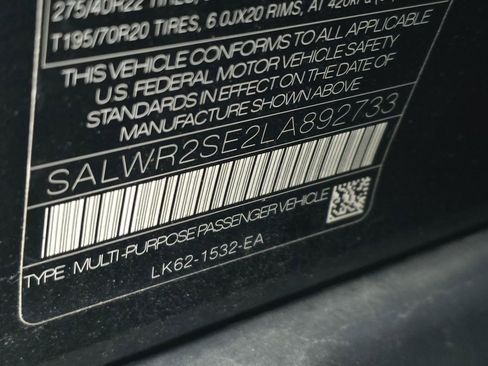 275/40R22 TIRES,
T195/70R20 TIRES, 6.0JX20 RIMS, AT 420kPa
THIS VEHICLE CONFORMS TO ALL APPLICABLE
U.S. FEDERAL MOTOR VEHICLE SAFETY
STANDARDS IN EFFECT ON THE DATE OF
MANUFACTURE SHOWN ABOVE
SALWR2SE2LA892733
TYPE: MULTI-PURPOSE PASSENGER VEHICLE
LK62-1532-EA